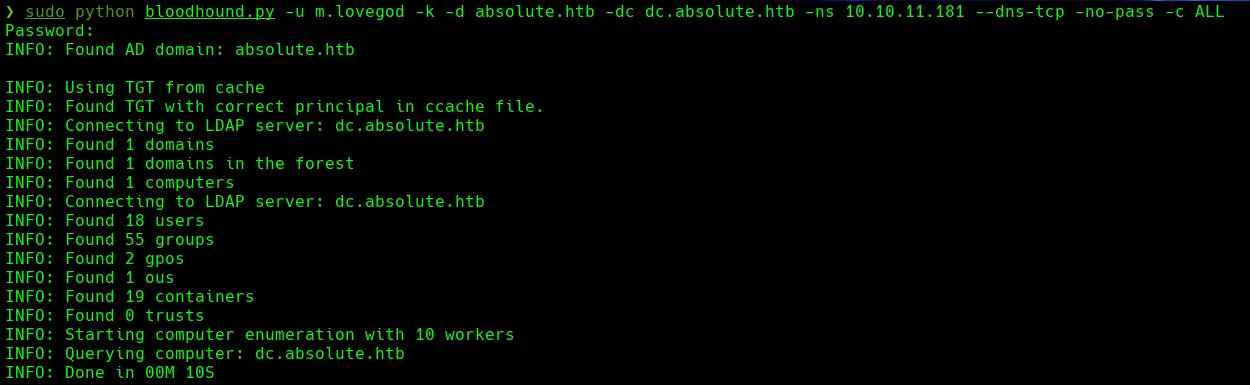 ❯ sudo python bloodhound.py -u m.lovegod -k -d absolute.htb -dc dc.absolute.htb -ns 10.10.11.181 --dns-tcp -no-pass -c ALL
Password:
INFO: Found AD domain: absolute.htb
INFO: Using TGT from cache
INFO: Found TGT with correct principal in ccache file.
INFO: Connecting to LDAP server: dc.absolute.htb
INFO: Found 1 domains
INFO: Found 1 domains in the forest
INFO: Found 1 computers
INFO: Connecting to LDAP server: dc.absolute.htb
INFO: Found 18 users
INFO: Found 55 groups
INFO: Found 2 gpos
INFO: Found 1 ous
INFO: Found 19 containers
INFO: Found 0 trusts
INFO: Starting computer enumeration with 10 workers
INFO: Querying computer: dc.absolute.htb
INFO: Done in 00M 10S